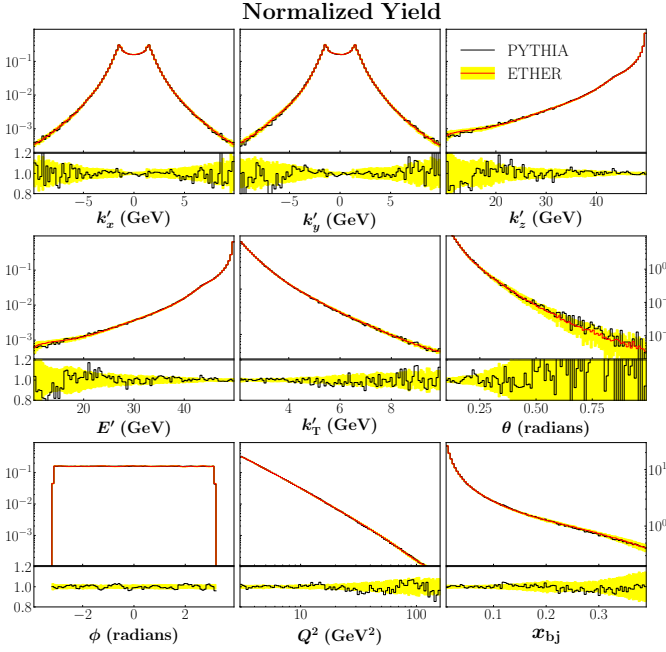 Normalized Yield
10⁻¹
10⁻²
10⁻³
PYTHIA
ETHER
1.2
1.0
0.8
−5 0 5
−5 0 5
20 40
k′x (GeV)
k′y (GeV)
k′z (GeV)
10⁻¹
10⁻²
10⁻³
10⁰
10⁻¹
1.2
1.0
0.8
20 40
4 6 8
0.25 0.50 0.75
E′ (GeV)
k′T (GeV)
θ (radians)
10⁻¹
10⁻²
10⁻³
10¹
10⁰
1.2
1.0
0.8
−2 0 2
10 100
0.1 0.2 0.3
ϕ (radians)
Q² (GeV²)
xbj